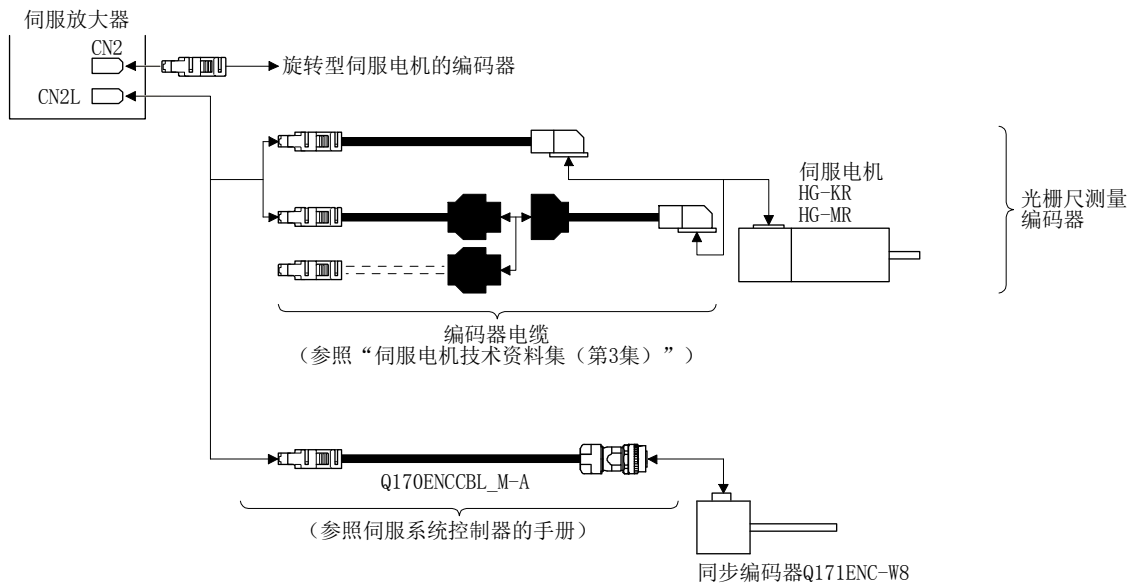 伺服放大器
CN2
旋转型伺服电机的编码器
CN2L
伺服电机
HG-KR
HG-MR
光栅尺测量
编码器
编码器电缆
（参照“伺服电机技术资料集（第3集）”）
Q170ENCCBL_M-A
（参照伺服系统控制器的手册）
同步编码器Q171ENC-W8